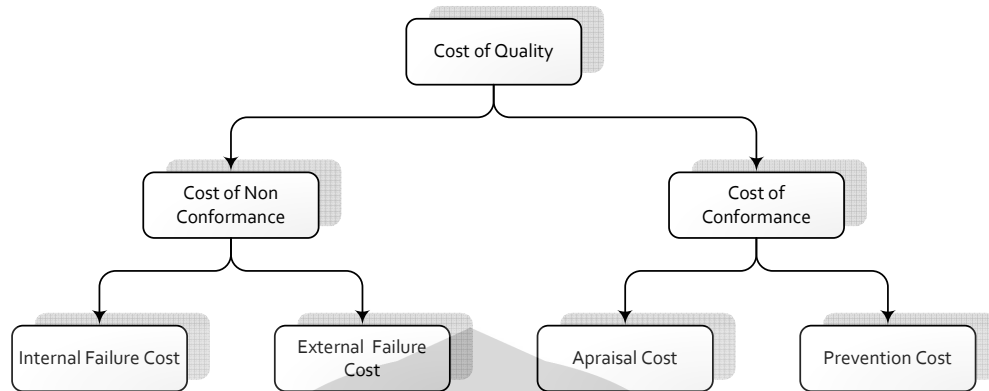 Cost of Quality
Cost of Non
Conformance
Cost of
Conformance
Internal Failure Cost
External Failure
Cost
Apraisal Cost
Prevention Cost